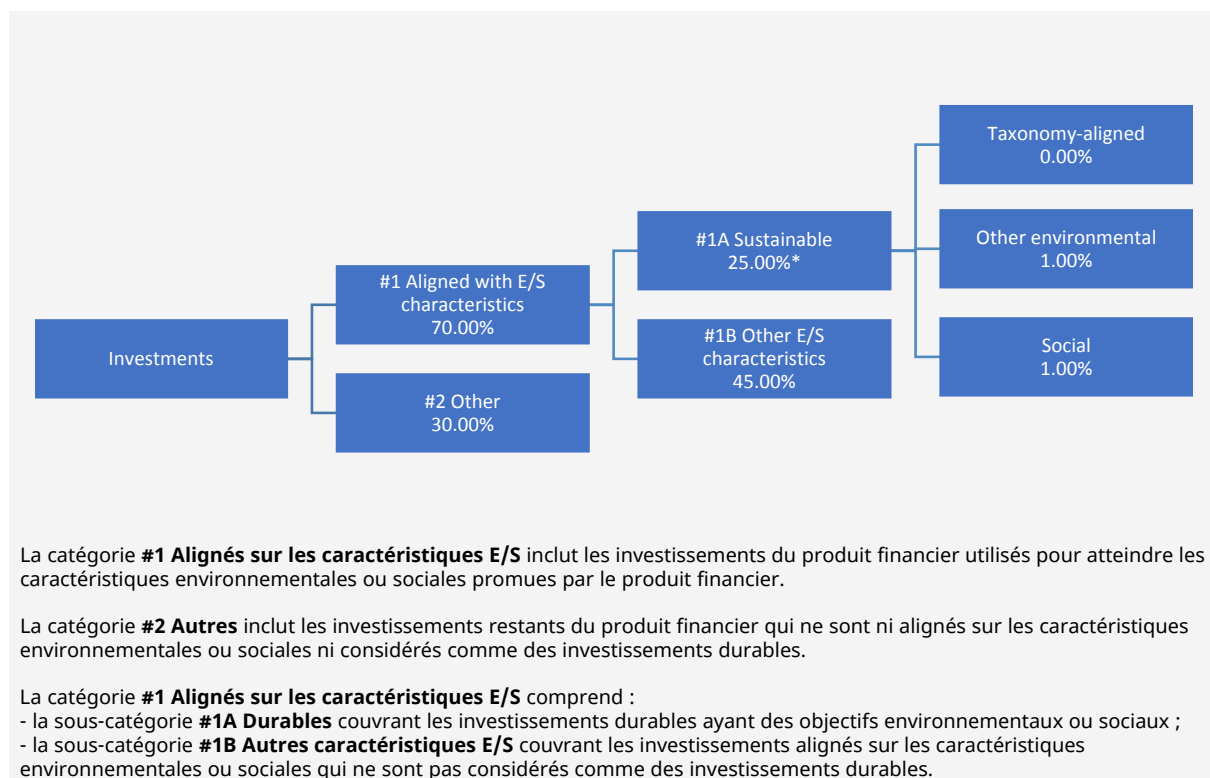 Investments
#1 Aligned with E/S
characteristics
70.00%
#2 Other
30.00%
#1A Sustainable
25.00%*
#1B Other E/S
characteristics
45.00%
Taxonomy-aligned
0.00%
Other environmental
1.00%
Social
1.00%
La catégorie #1 Alignés sur les caractéristiques E/S inclut les investissements du produit financier utilisés pour atteindre les
caractéristiques environnementales ou sociales promues par le produit financier.
La catégorie #2 Autres inclut les investissements restants du produit financier qui ne sont ni alignés sur les caractéristiques
environnementales ou sociales ni considérés comme des investissements durables.
La catégorie #1 Alignés sur les caractéristiques E/S comprend :
- la sous-catégorie #1A Durables couvrant les investissements durables ayant des objectifs environnementaux ou sociaux ;
- la sous-catégorie #1B Autres caractéristiques E/S couvrant les investissements alignés sur les caractéristiques
environnementales ou sociales qui ne sont pas considérés comme des investissements durables.